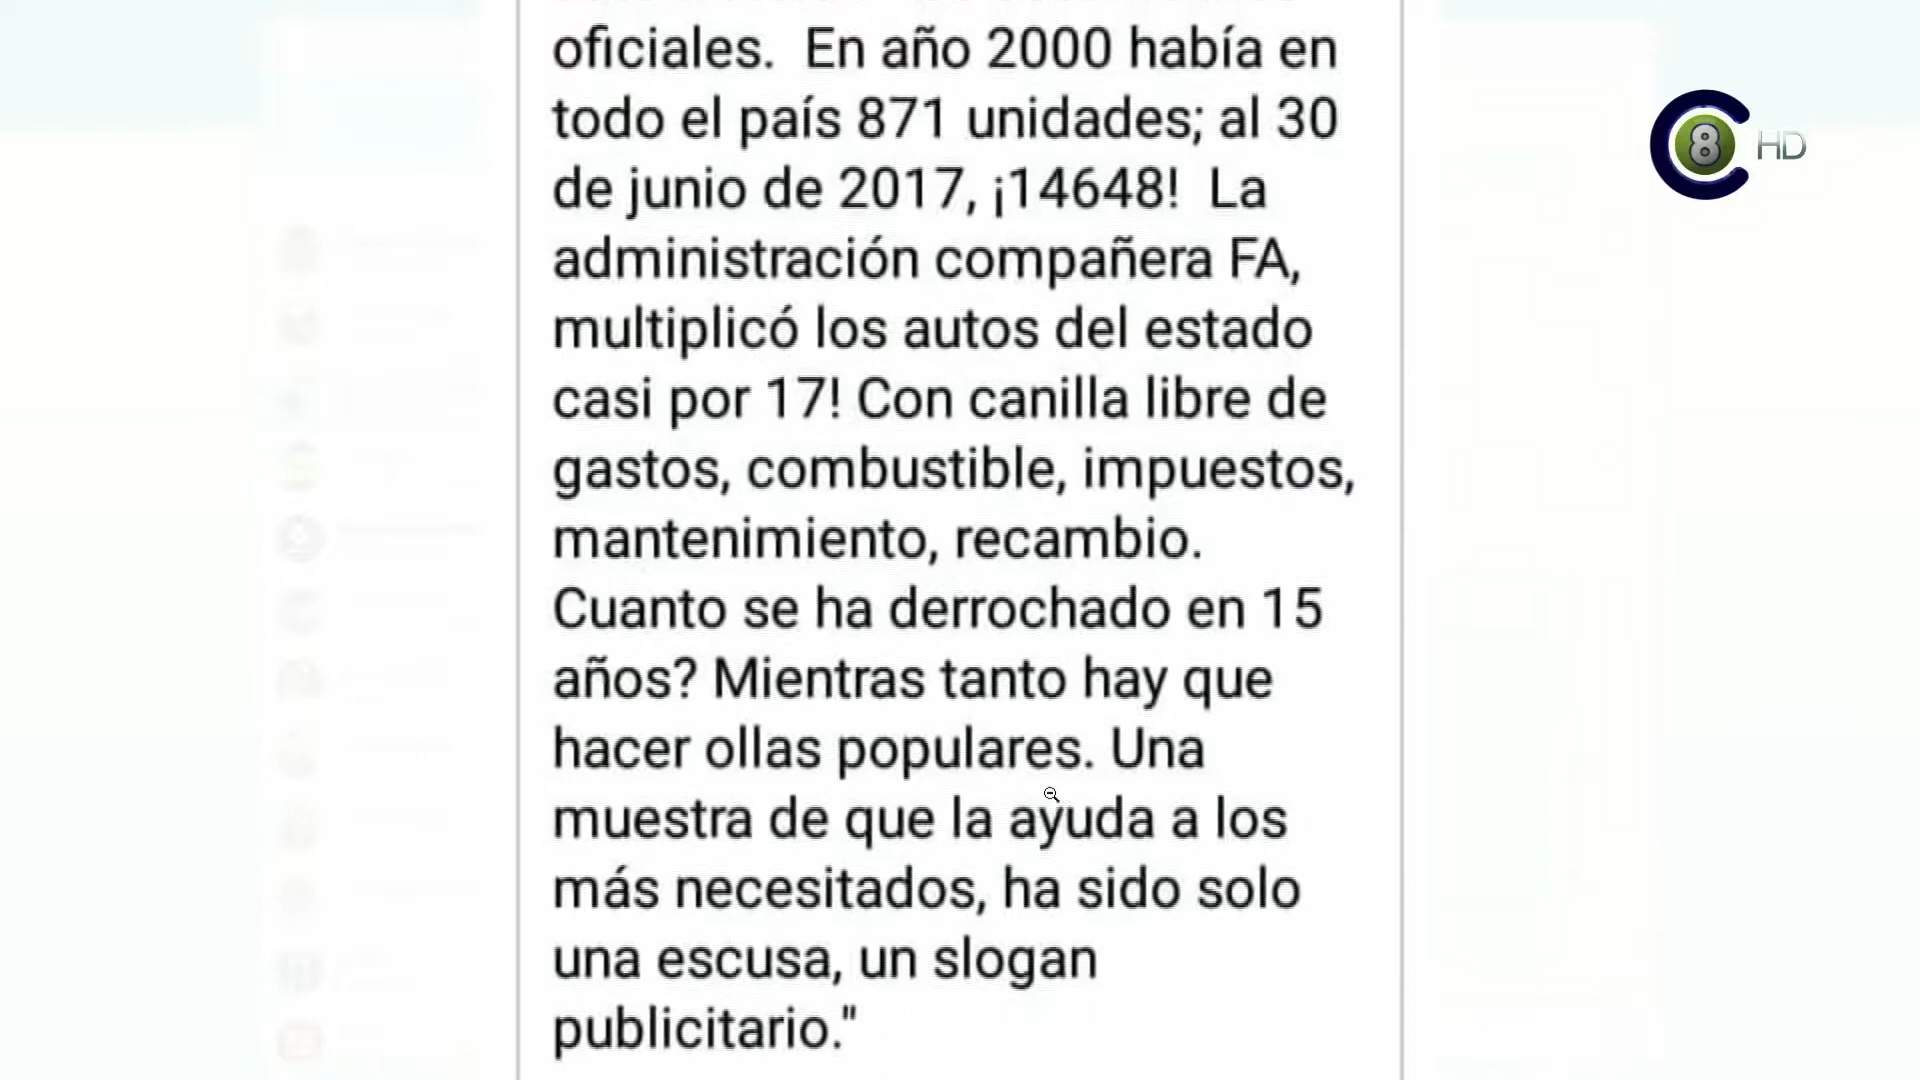 oficiales. En año 2000 había en
todo el país 871 unidades; al 30
de junio de 2017, ¡14648! La
administración compañera FA,
multiplicó los autos del estado
casi por 17! Con canilla libre de
gastos, combustible, impuestos,
mantenimiento, recambio.
Cuanto se ha derrochado en 15
años? Mientras tanto hay que
hacer ollas populares. Una
muestra de que la ayuda a los
más necesitados, ha sido solo
una escusa, un slogan
publicitario."
8 HD